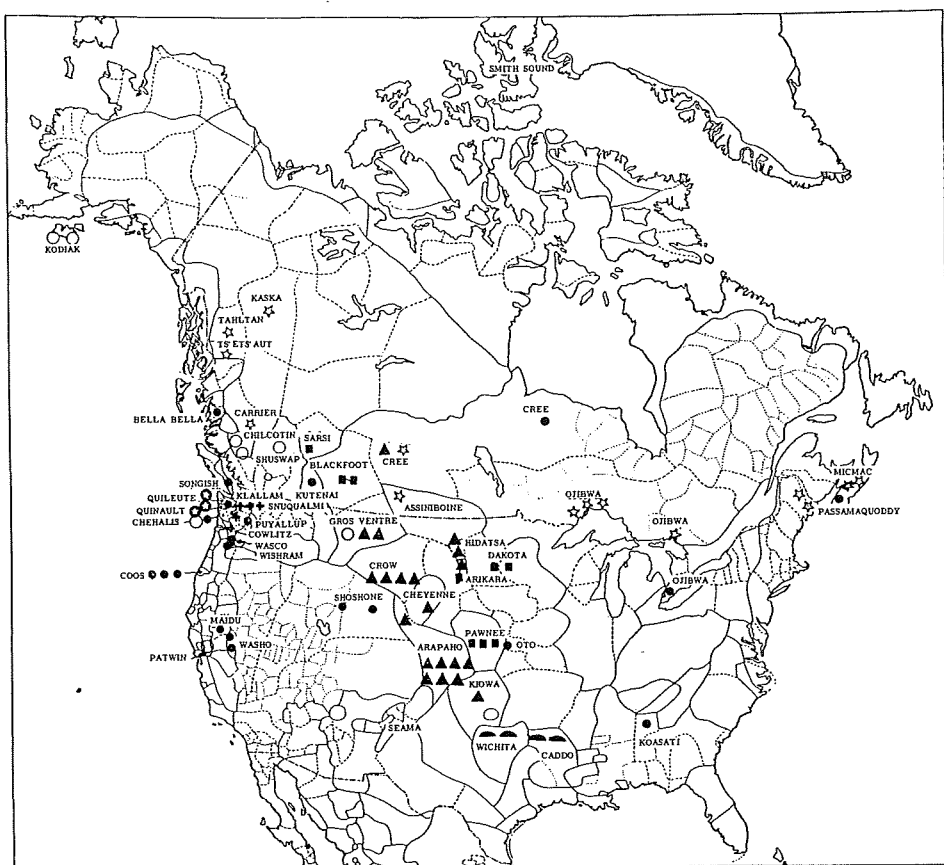 SMITH SOUND
KODIAK
KASKA
TAHLTAN
TS'ETS'AUT
BELLA BELLA
CARRIER
CREE
CHILCOTIN
SARSI
SHUSWAP
CREE
BLACKFOOT
MICMAC
SONGISH
KUTENAI
QUILEUTE
KLALLAM
SNUQUALMI
ASSINIBOINE
OJIBWA
PASSAMAQUODDY
QUINAULT
PUYALLUP
GROS VENTRE
OJIBWA
CHEHALIS
COWLITZ
HIDATSA
WASCO
WISHRAM
DAKOTA
CROW
ARIKARA
OJIBWA
COOS
SHOSHONE
CHEYENNE
MAIDU
PAWNEE
WASHO
OTO
PATWIN
ARAPAHO
KIOWA
SEAMA
KOASATI
WICHITA
CADDO